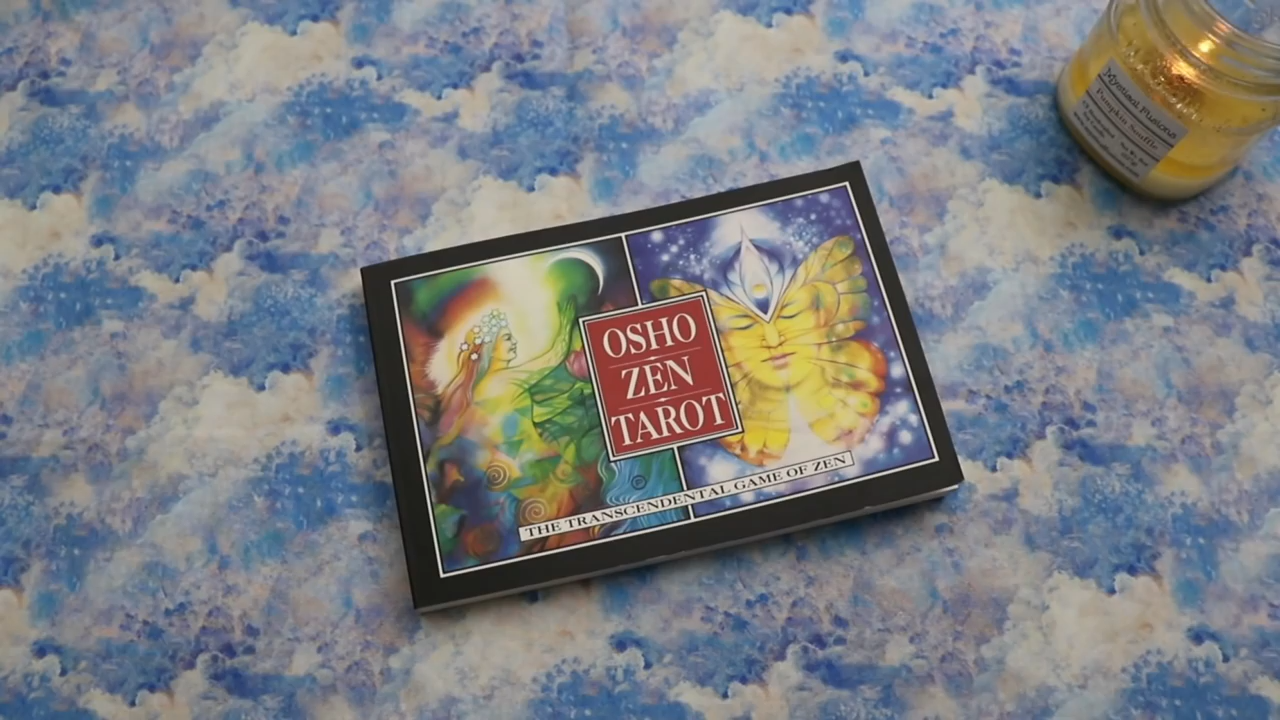 OSHO
ZEN
TAROT
THE TRANSCENDENTAL GAME OF ZEN
Mystical Fusions
Pumpkin Souffle